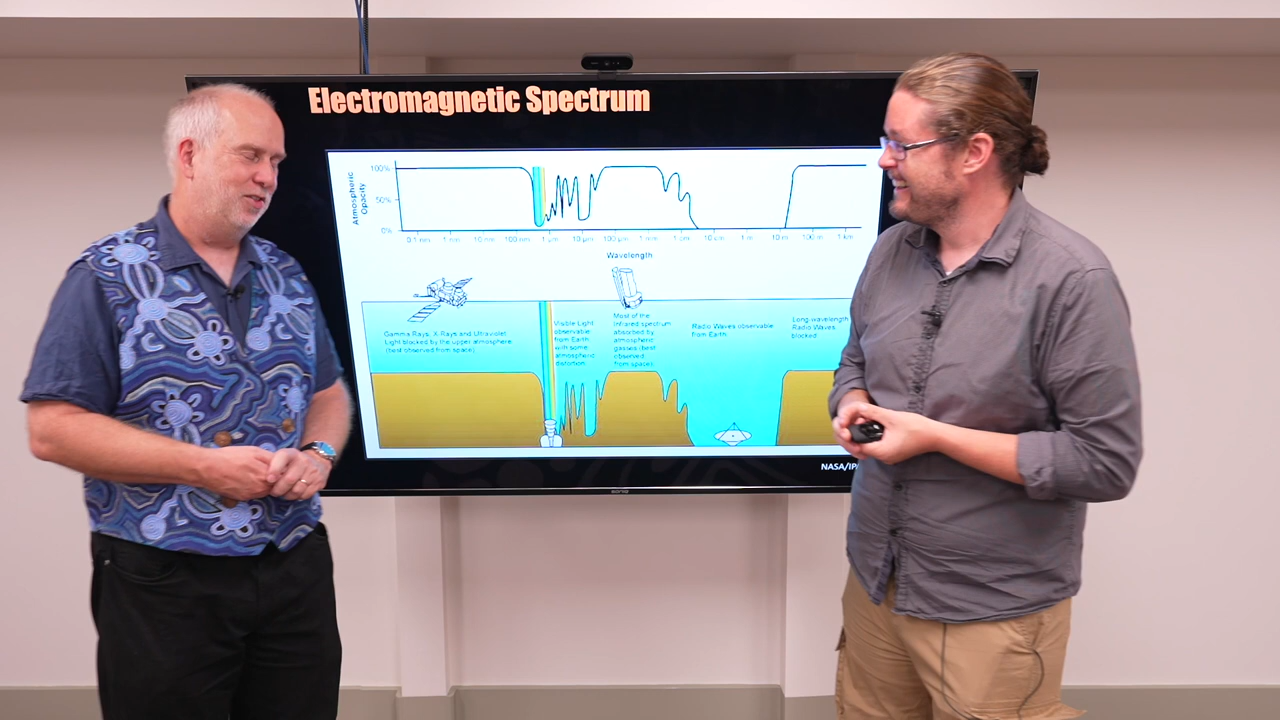 Electromagnetic Spectrum
Atmospheric
Opacity
100%
50%
0%
0.1 nm 1 nm 10 nm 100 nm 1 μm 10 μm 100 μm 1 mm 10 cm 1 m 10 m 100 m 1 km
Wavelength
Gamma Rays, X-Rays and Ultraviolet
Light blocked by the upper atmosphere
(best observed from space).
Visible Light
observable
from Earth,
with some
atmospheric
distortion.
Most of the
Infrared spectrum
absorbed by
atmospheric
gasses (best
observed
from space).
Radio Waves observable
from Earth.
Long-wavelength
Radio Waves
blocked.
NASA/IP